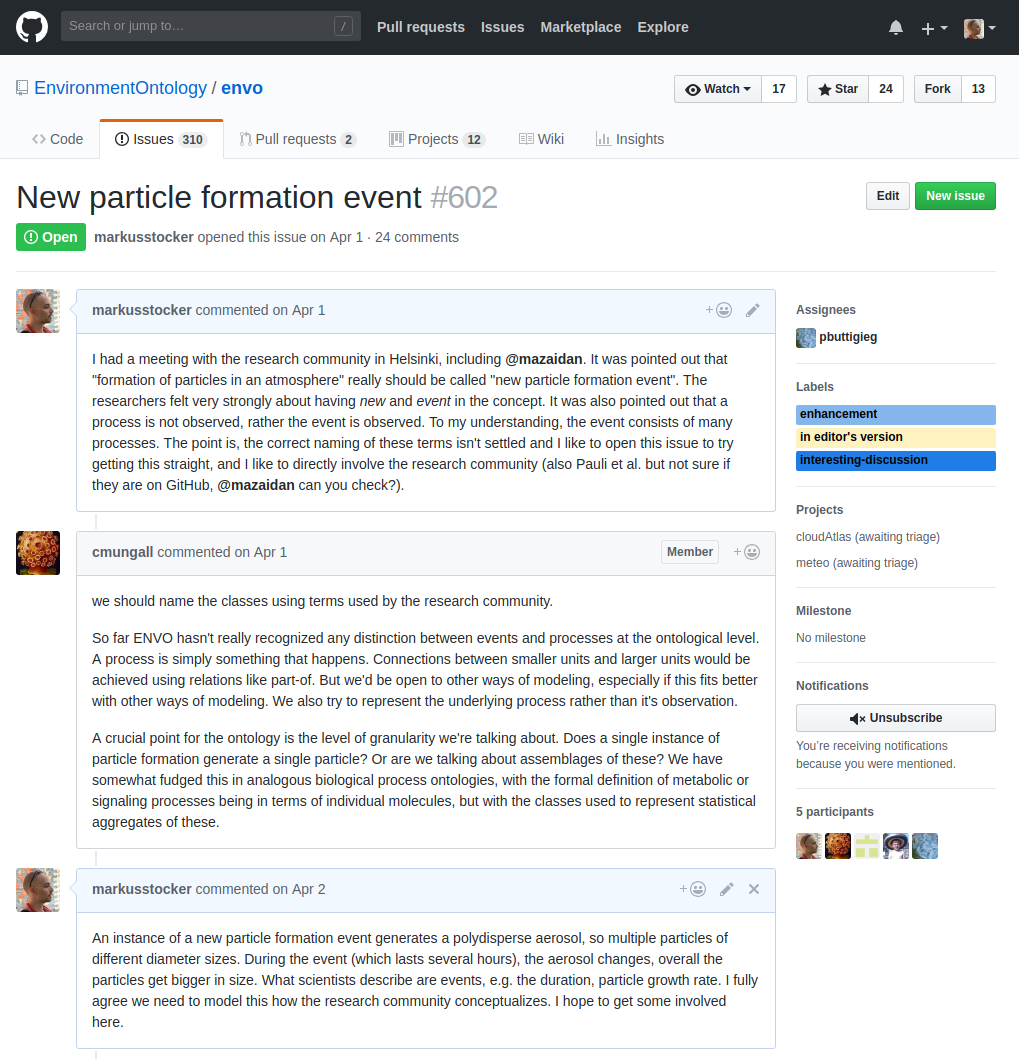 Search or jump to…
/
Pull requests
Issues
Marketplace
Explore
EnvironmentOntology / envo
Watch
17
Star
24
Fork
13
Code
Issues 310
Pull requests 2
Projects 12
Wiki
Insights
New particle formation event #602
Edit
New issue
Open
markusstocker opened this issue on Apr 1 · 24 comments
markusstocker commented on Apr 1
I had a meeting with the research community in Helsinki, including @mazaidan. It was pointed out that
"formation of particles in an atmosphere" really should be called "new particle formation event". The
researchers felt very strongly about having new and event in the concept. It was also pointed out that a
process is not observed, rather the event is observed. To my understanding, the event consists of many
processes. The point is, the correct naming of these terms isn't settled and I like to open this issue to try
getting this straight, and I like to directly involve the research community (also Pauli et al. but not sure if
they are on GitHub, @mazaidan can you check?).
cmungall commented on Apr 1
Member
we should name the classes using terms used by the research community.
So far ENVO hasn't really recognized any distinction between events and processes at the ontological level.
A process is simply something that happens. Connections between smaller units and larger units would be
achieved using relations like part-of. But we'd be open to other ways of modeling, especially if this fits better
with other ways of modeling. We also try to represent the underlying process rather than it's observation.
A crucial point for the ontology is the level of granularity we're talking about. Does a single instance of
particle formation generate a single particle? Or are we talking about assemblages of these? We have
somewhat fudged this in analogous biological process ontologies, with the formal definition of metabolic or
signaling processes being in terms of individual molecules, but with the classes used to represent statistical
aggregates of these.
markusstocker commented on Apr 2
An instance of a new particle formation event generates a polydisperse aerosol, so multiple particles of
different diameter sizes. During the event (which lasts several hours), the aerosol changes, overall the
particles get bigger in size. What scientists describe are events, e.g. the duration, particle growth rate. I fully
agree we need to model this how the research community conceptualizes. I hope to get some involved
here.
Assignees
pbuttigieg
Labels
enhancement
in editor's version
interesting-discussion
Projects
cloudAtlas (awaiting triage)
meteo (awaiting triage)
Milestone
No milestone
Notifications
Unsubscribe
You're receiving notifications
because you were mentioned.
5 participants